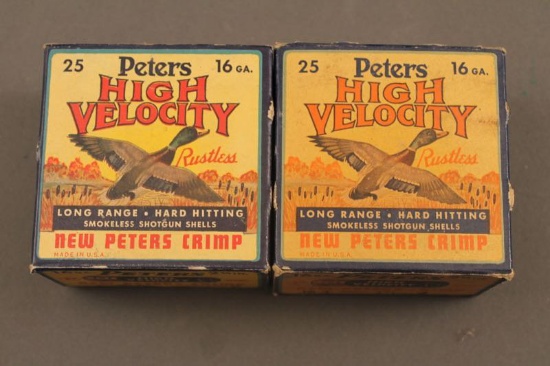 25 Peters 16 GA.
HIGH
VELOCITY
Rustless
LONG RANGE • HARD HITTING
SMOKELESS SHOTGUN SHELLS
NEW PETERS CRIMP
MADE IN U.S.A.
25 Peters 16 GA.
HIGH
VELOCITY
Rustless
LONG RANGE • HARD HITTING
SMOKELESS SHOTGUN SHELLS
NEW PETERS CRIMP
MADE IN U.S.A.
PETERS